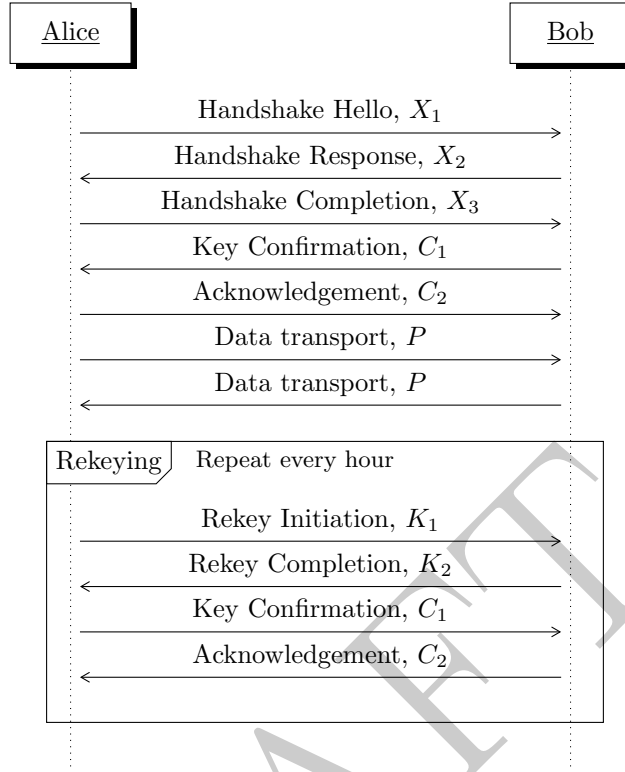 Alice Bob
Handshake Hello, X₁
Handshake Response, X₂
Handshake Completion, X₃
Key Confirmation, C₁
Acknowledgement, C₂
Data transport, P
Data transport, P
Rekeying Repeat every hour
Rekey Initiation, K₁
Rekey Completion, K₂
Key Confirmation, C₁
Acknowledgement, C₂
AFT